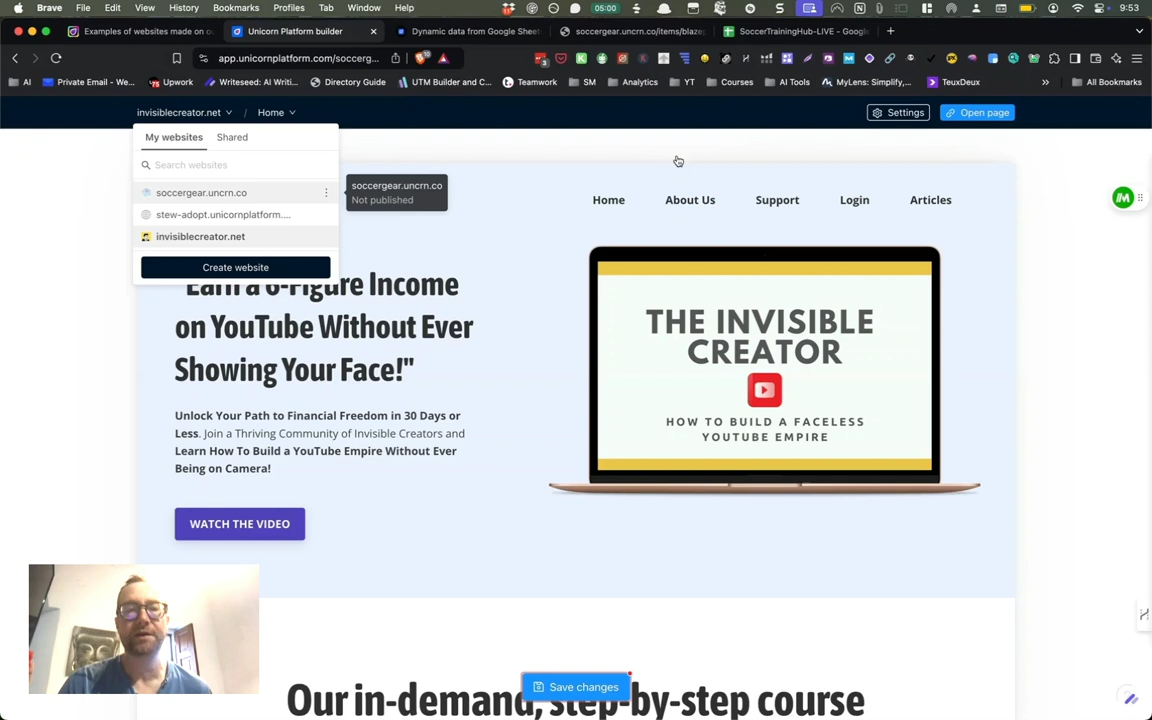 Brave File Edit View History Bookmarks Profiles Tab Window Help 05:00 9:53
Examples of websites made on o Unicorn Platform builder Dynamic data from Google Sheet soccergear.uncrn.co/items/blaze SoccerTrainingHub-LIVE - Google
app.unicornplatform.com/soccerg...
AI Private Email - We... Upwork Writeseed: AI Writi... Directory Guide UTM Builder and C... Teamwork SM Analytics YT Courses AI Tools MyLens: Simplify,... TeuxDeux All Bookmarks
invisiblecreator.net / Home Settings Open page
My websites Shared
Search websites
soccergear.uncrn.co
stew-adopt.unicornplatform....
invisiblecreator.net
Create website
soccergear.uncrn.co
Not published
Home About Us Support Login Articles
"Earn a 6-Figure Income
on YouTube Without Ever
Showing Your Face!"
Unlock Your Path to Financial Freedom in 30 Days or
Less. Join a Thriving Community of Invisible Creators and
Learn How To Build a YouTube Empire Without Ever
Being on Camera!
WATCH THE VIDEO
THE INVISIBLE
CREATOR
HOW TO BUILD A FACELESS
YOUTUBE EMPIRE
Our in-demand, step-by-step course
Save changes